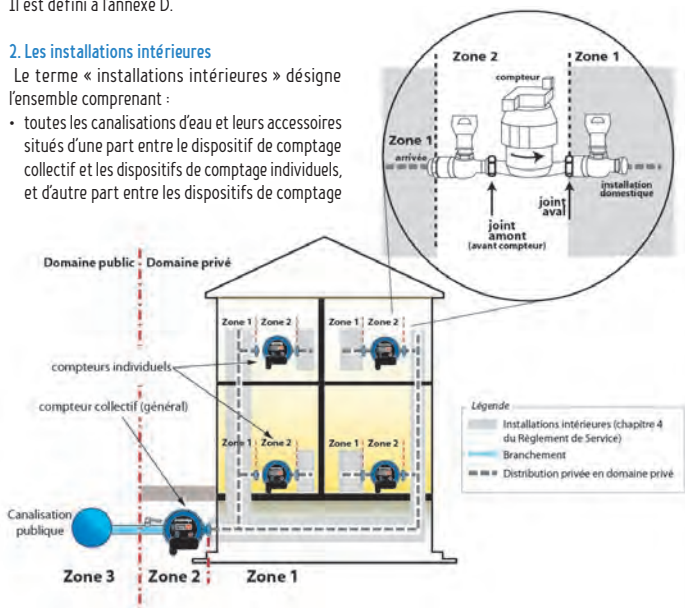 Il est défini à l'annexe D.
2. Les installations intérieures
Le terme « installations intérieures » désigne
l'ensemble comprenant :
• toutes les canalisations d'eau et leurs accessoires
situés d'une part entre le dispositif de comptage
collectif et les dispositifs de comptage individuels,
et d'autre part entre les dispositifs de comptage
Zone 2
Zone 1
compteur
Zone 1
arrivée
installation
domestique
joint
aval
joint
amont
(avant compteur)
Domaine public
Domaine privé
Zone 1
Zone 2
Zone 1
Zone 2
compteurs individuels
compteur collectif (général)
Zone 1
Zone 2
Zone 1
Zone 2
Légende
Installations intérieures (chapitre 4
du Règlement de Service)
Branchement
Distribution privée en domaine privé
Canalisation
publique
Zone 3
Zone 2
Zone 1